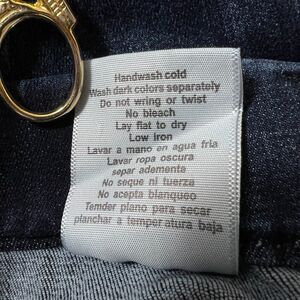 Handwash cold
Wash dark colors separately
Do not wring or twist
No bleach
Lay flat to dry
Low iron
Lavar a mano en agua fria
Lavar ropa oscura
separ ademente
No seque ni tuerza
No acepta blanqueo
Temder plano para secar
planchar a temper atura baja